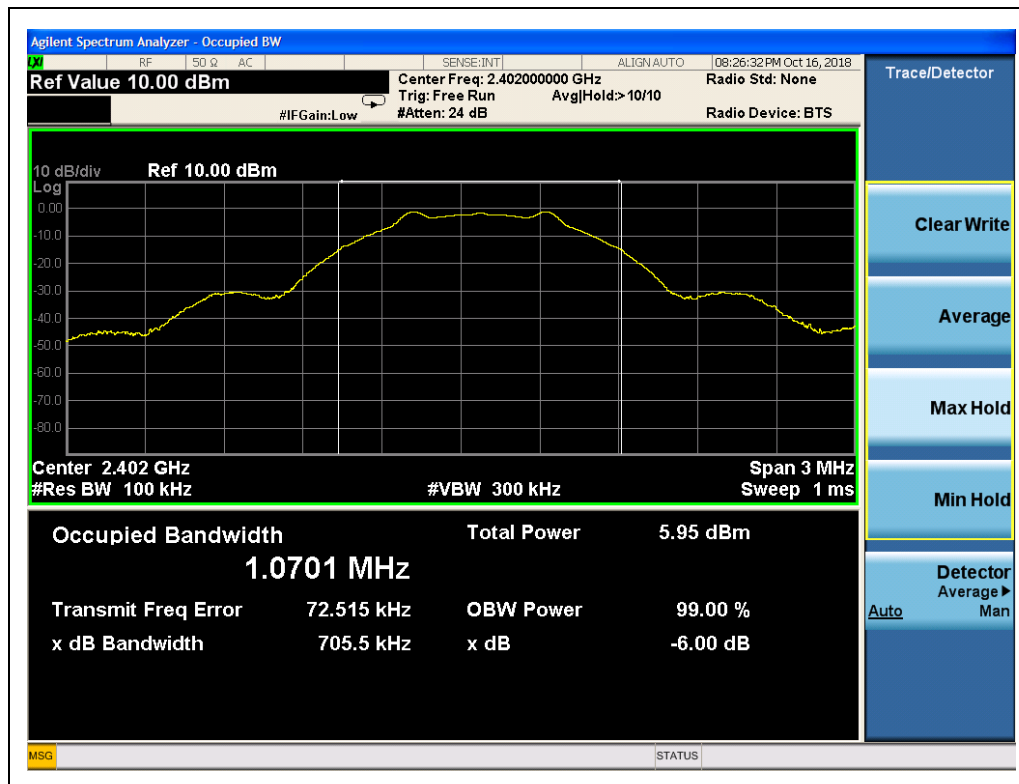 Agilent Spectrum Analyzer - Occupied BW
LXI RF 50 Ω AC SENSE:INT ALIGN AUTO 08:26:32 PM Oct 16, 2018
Ref Value 10.00 dBm
Center Freq: 2.402000000 GHz
Radio Std: None
Trig: Free Run Avg|Hold:>10/10
#IFGain:Low #Atten: 24 dB
Radio Device: BTS
Trace/Detector
10 dB/div Ref 10.00 dBm
Log
0.00
-10.0
-20.0
-30.0
-40.0
-50.0
-60.0
-70.0
-80.0
Center 2.402 GHz Span 3 MHz
#Res BW 100 kHz #VBW 300 kHz Sweep 1 ms
Occupied Bandwidth Total Power 5.95 dBm
1.0701 MHz
Transmit Freq Error 72.515 kHz OBW Power 99.00 %
x dB Bandwidth 705.5 kHz x dB -6.00 dB
Clear Write
Average
Max Hold
Min Hold
Detector
Average
Auto Man
MSG STATUS